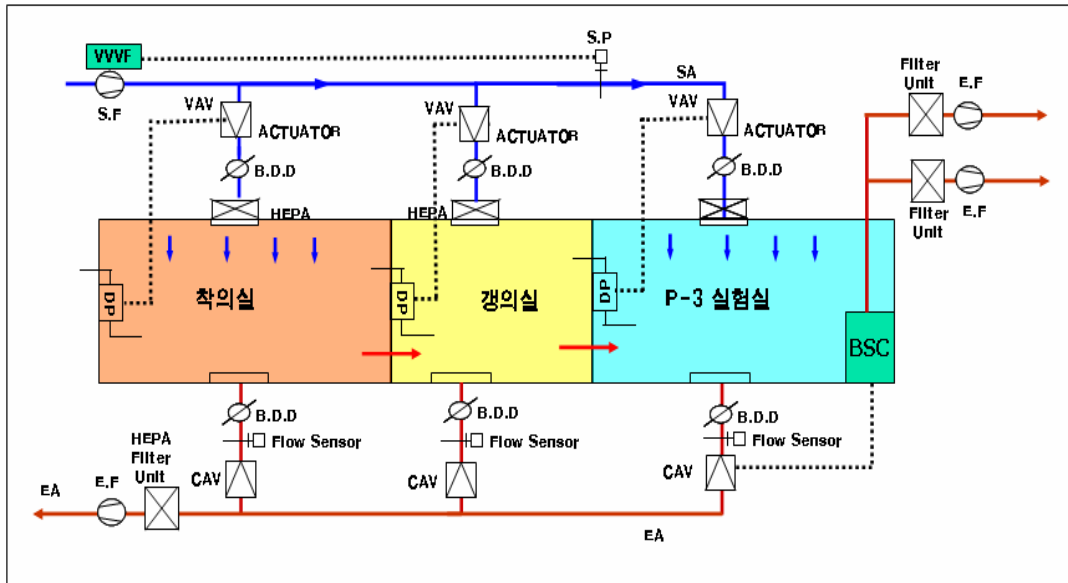 VVVF
S.F
S.P
SA
VAV
ACTUATOR
B.D.D
HEPA
VAV
ACTUATOR
B.D.D
HEPA
VAV
ACTUATOR
B.D.D
Filter
Unit
E.F
Filter
Unit
E.F
DP
착의실
DP
갱의실
DP
P-3 실험실
BSC
B.D.D
Flow Sensor
CAV
B.D.D
Flow Sensor
CAV
B.D.D
Flow Sensor
CAV
HEPA
Filter
Unit
E.F
EA
EA